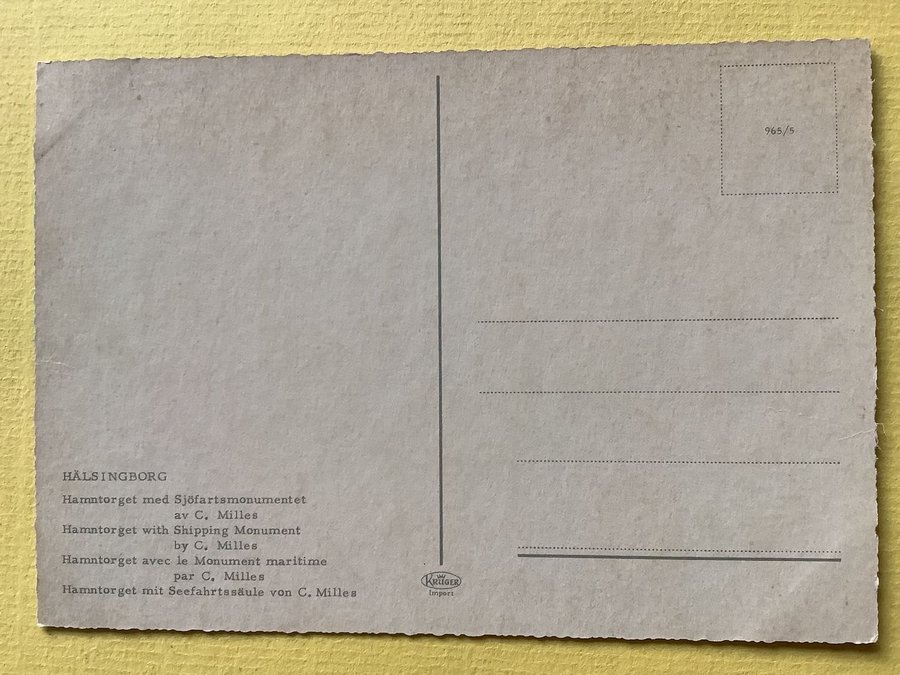 965/5
HÄLSINGBORG
Hamntorget med Sjöfartsmonumentet
av C. Milles
Hamntorget with Shipping Monument
by C. Milles
Hamntorget avec le Monument maritime
par C. Milles
Hamntorget mit Seefahrtssäule von C. Milles
KRÜGER
Import